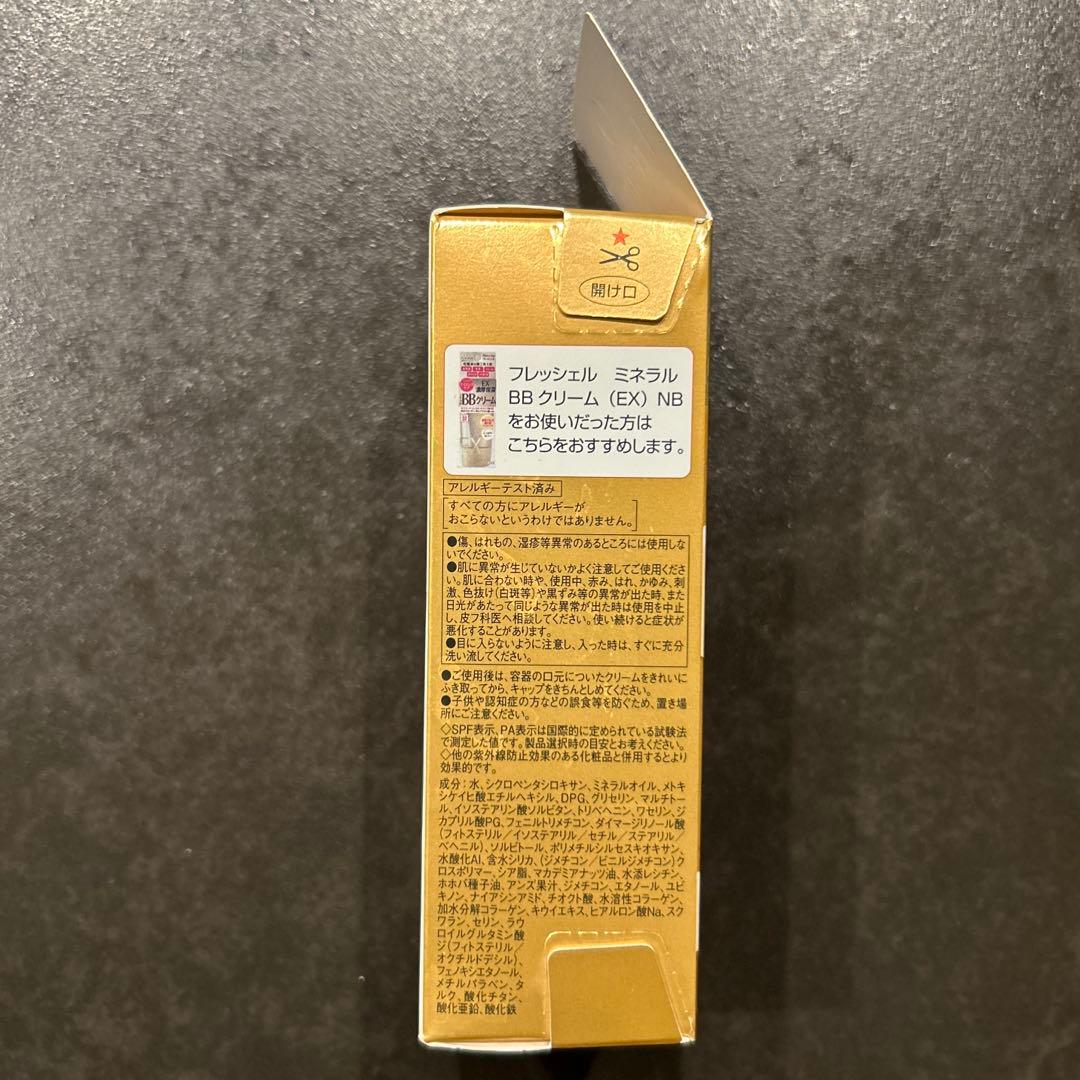 開け口
EX
BBクリーム
フレッシェル ミネラル
BBクリーム（EX）NB
をお使いだった方は
こちらをおすすめします。
アレルギーテスト済み
すべての方にアレルギーが
おこらないというわけではありません。
●傷、はれもの、湿疹等異常のあるところには使用しな
いでください。
●肌に異常が生じていないかよく注意してご使用くださ
い。肌に合わない時や、使用中、赤み、はれ、かゆみ、刺
激、色抜け（白斑等）や黒ずみ等の異常が出た時、また
日光があたって同じような異常が出た時は使用を中止
し、皮フ科医へ相談してください。使い続けると症状が
悪化することがあります。
●目に入らないように注意し、入った時は、すぐに充分
洗い流してください。
●ご使用後は、容器の口元についたクリームをきれいに
ふき取ってから、キャップをきちんとしめてください。
●子供や認知症の方などの誤食等を防ぐため、置き場
所にご注意ください。
◇SPF表示、PA表示は国際的に定められている試験法
で測定した値です。製品選択時の目安とお考えください。
◇他の紫外線防止効果のある化粧品と併用するとより
効果的です。
成分：水、シクロペンタシロキサン、ミネラルオイル、メトキ
シケイヒ酸エチルヘキシル、DPG、グリセリン、マルチトー
ル、イソステアリン酸ソルビタン、トリベヘニン、ワセリン、ジ
カプリル酸PG、フェニルトリメチコン、ダイマージリノール酸
（フィトステリル／イソステアリル／セチル／ステアリル／
ベヘニル）、ソルビトール、ポリメチルシルセスキオキサン、
水酸化Al、含水シリカ、（ジメチコン／ビニルジメチコン）ク
ロスポリマー、シア脂、マカデミアナッツ油、水添レシチン、
ホホバ種子油、アンズ果汁、ジメチコン、エタノール、ユビ
キノン、ナイアシンアミド、チオクト酸、水溶性コラーゲン、
加水分解コラーゲン、キウイエキス、ヒアルロン酸Na、スク
ワラン、セリン、ラウ
ロイルグルタミン酸
ジ（フィトステリル／
オクチルドデシル）、
フェノキシエタノール、
メチルパラベン、タ
ルク、酸化チタン、
酸化亜鉛、酸化鉄